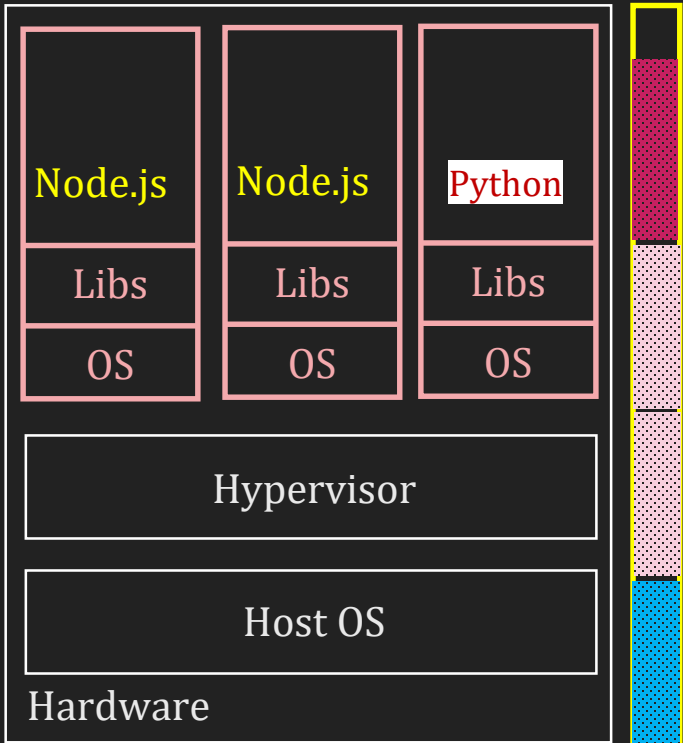 Node.js
Node.js
Python
Libs
Libs
Libs
OS
OS
OS
Hypervisor
Host OS
Hardware